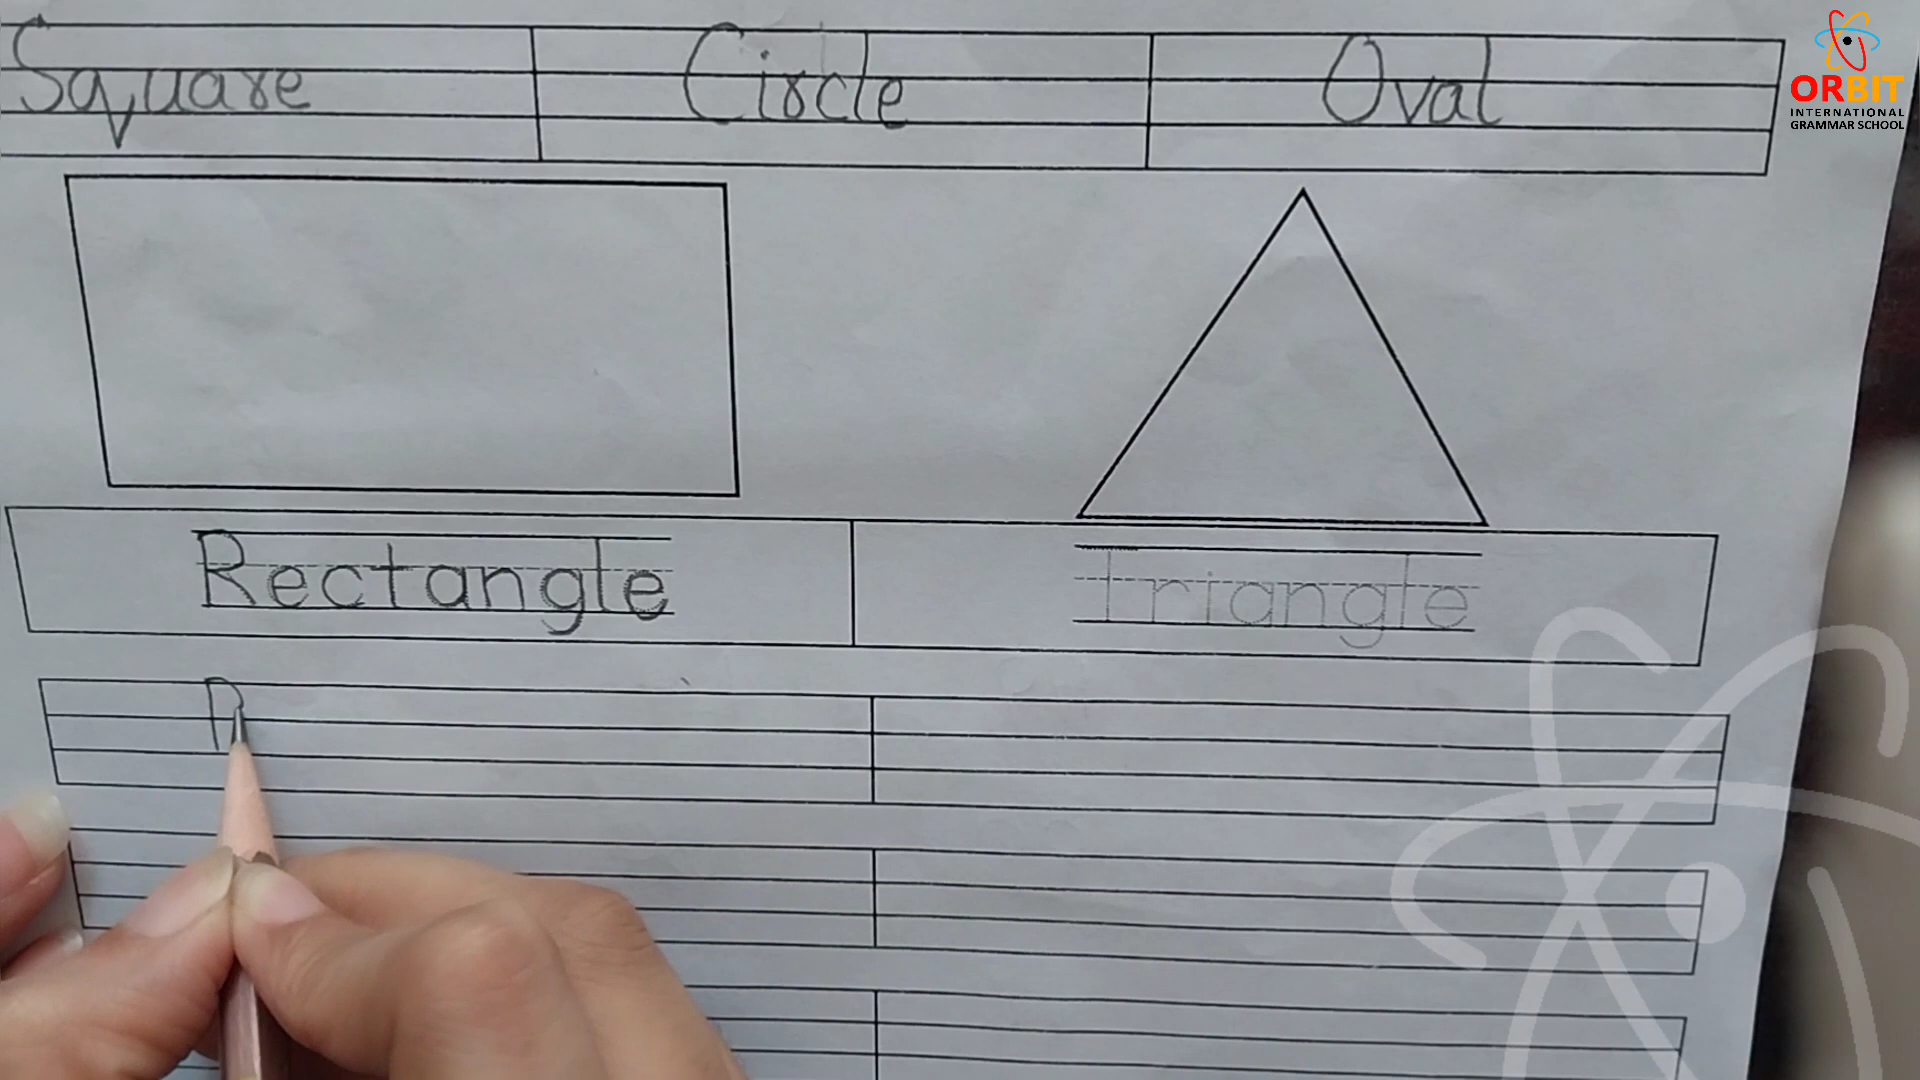 Square Circle Oval
ORBIT
INTERNATIONAL
GRAMMAR SCHOOL
Rectangle triangle
R